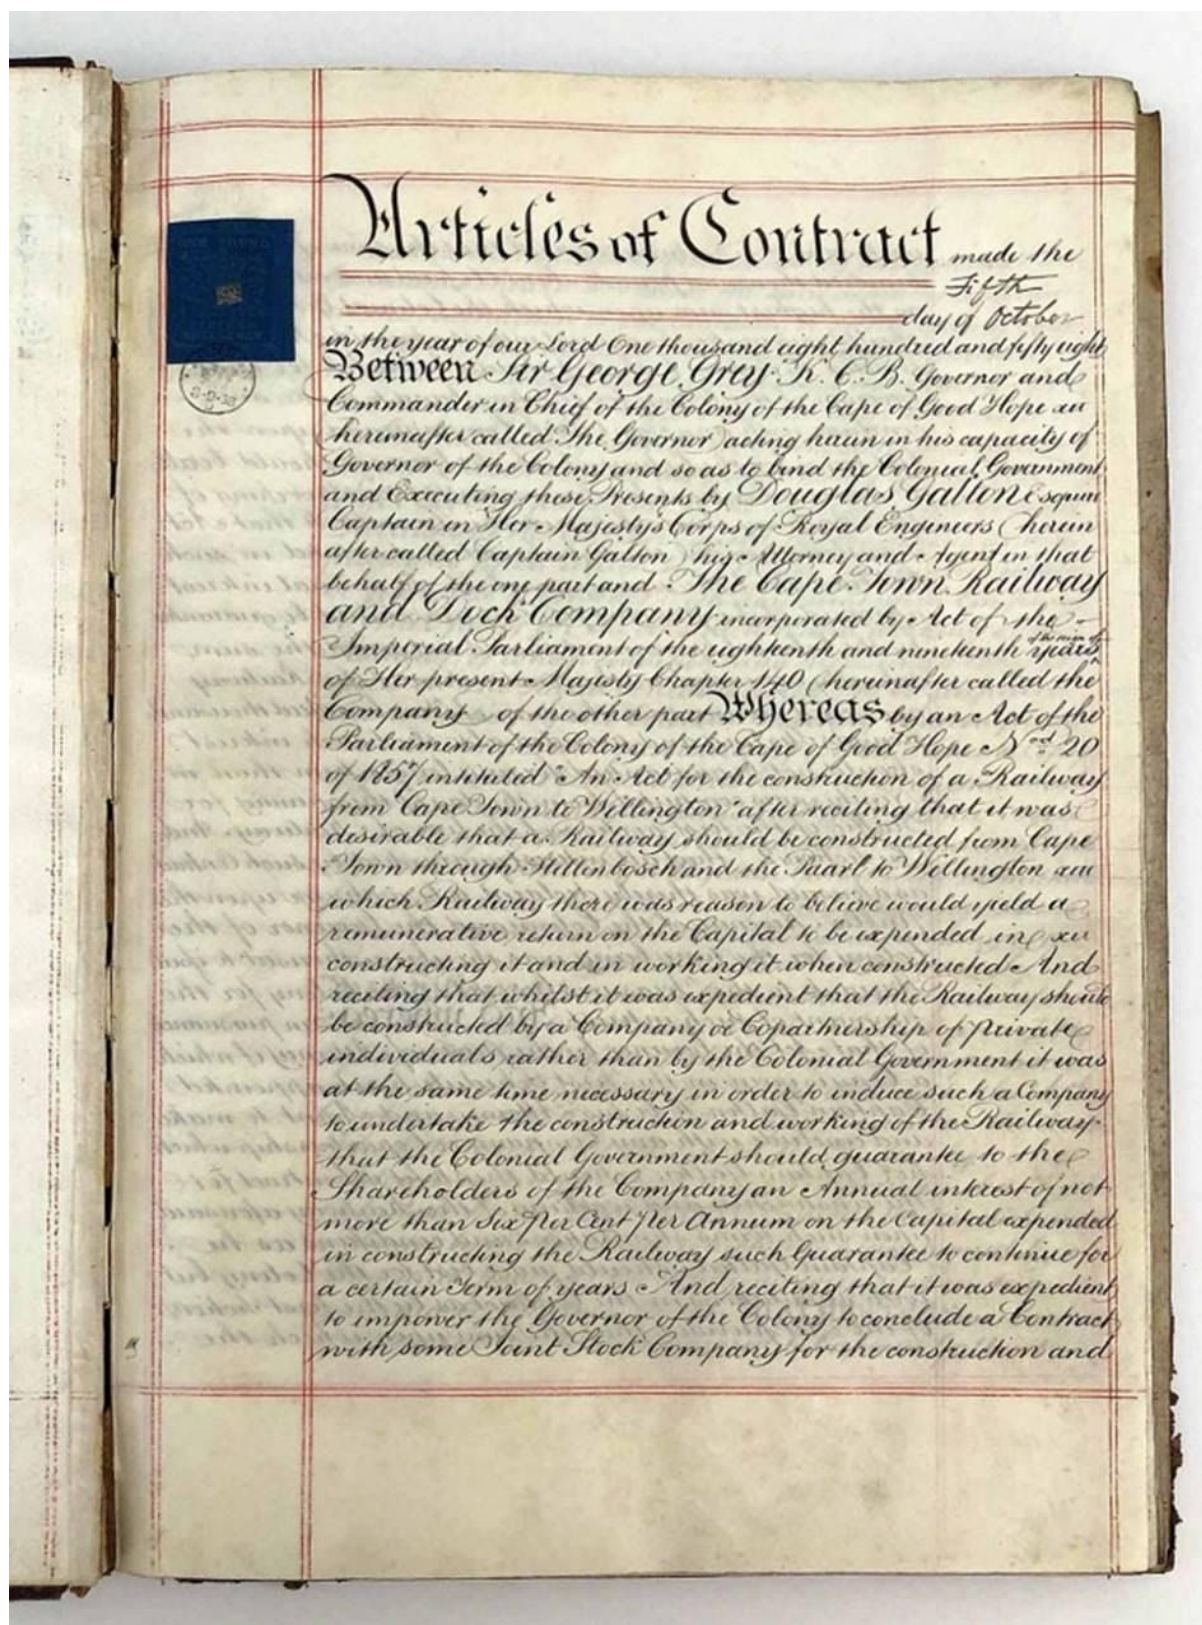 Articles of Contract made the
Fifth
day of October
in the year of our Lord One thousand eight hundred and fifty eight
Between Sir George Grey K. C. B. Governor and
Commander in Chief of the Colony of the Cape of Good Hope
hereinafter called The Governor) acting herein in his capacity of
Governor of the Colony and so as to bind the Colonial Government
and Executing these Presents by Douglas Galton Esquire
Captain in Her Majesty's Corps of Royal Engineers (herein
after called Captain Galton) his Attorney and Agent in that
behalf of the one part and The Cape Town Railway
and Dock Company incorporated by Act of the
Imperial Parliament of the eighteenth and nineteenth years
of Her present Majesty Chapter 140 (hereinafter called the
Company) of the other part Whereas by an Act of the
Parliament of the Colony of the Cape of Good Hope 20
of 1857 intituled "An Act for the construction of a Railway
from Cape Town to Wellington" after reciting that it was
desirable that a Railway should be constructed from Cape
Town through Stellenbosch and the Paarl to Wellington
which Railway there was reason to believe would yield a
remunerative return on the Capital to be expended in
constructing it and in working it when constructed And
reciting that whilst it was expedient that the Railway should
be constructed by a Company or Copartnership of private
individuals rather than by the Colonial Government it was
at the same time necessary in order to induce such a Company
to undertake the construction and working of the Railway
that the Colonial Government should guarantee to the
Shareholders of the Company an Annual interest of not
more than Six Per Cent Per Annum on the Capital expended
in constructing the Railway such Guarantee to continue for
a certain Term of years And reciting that it was expedient
to impower the Governor of the Colony to conclude a Contract
with some Joint Stock Company for the construction and